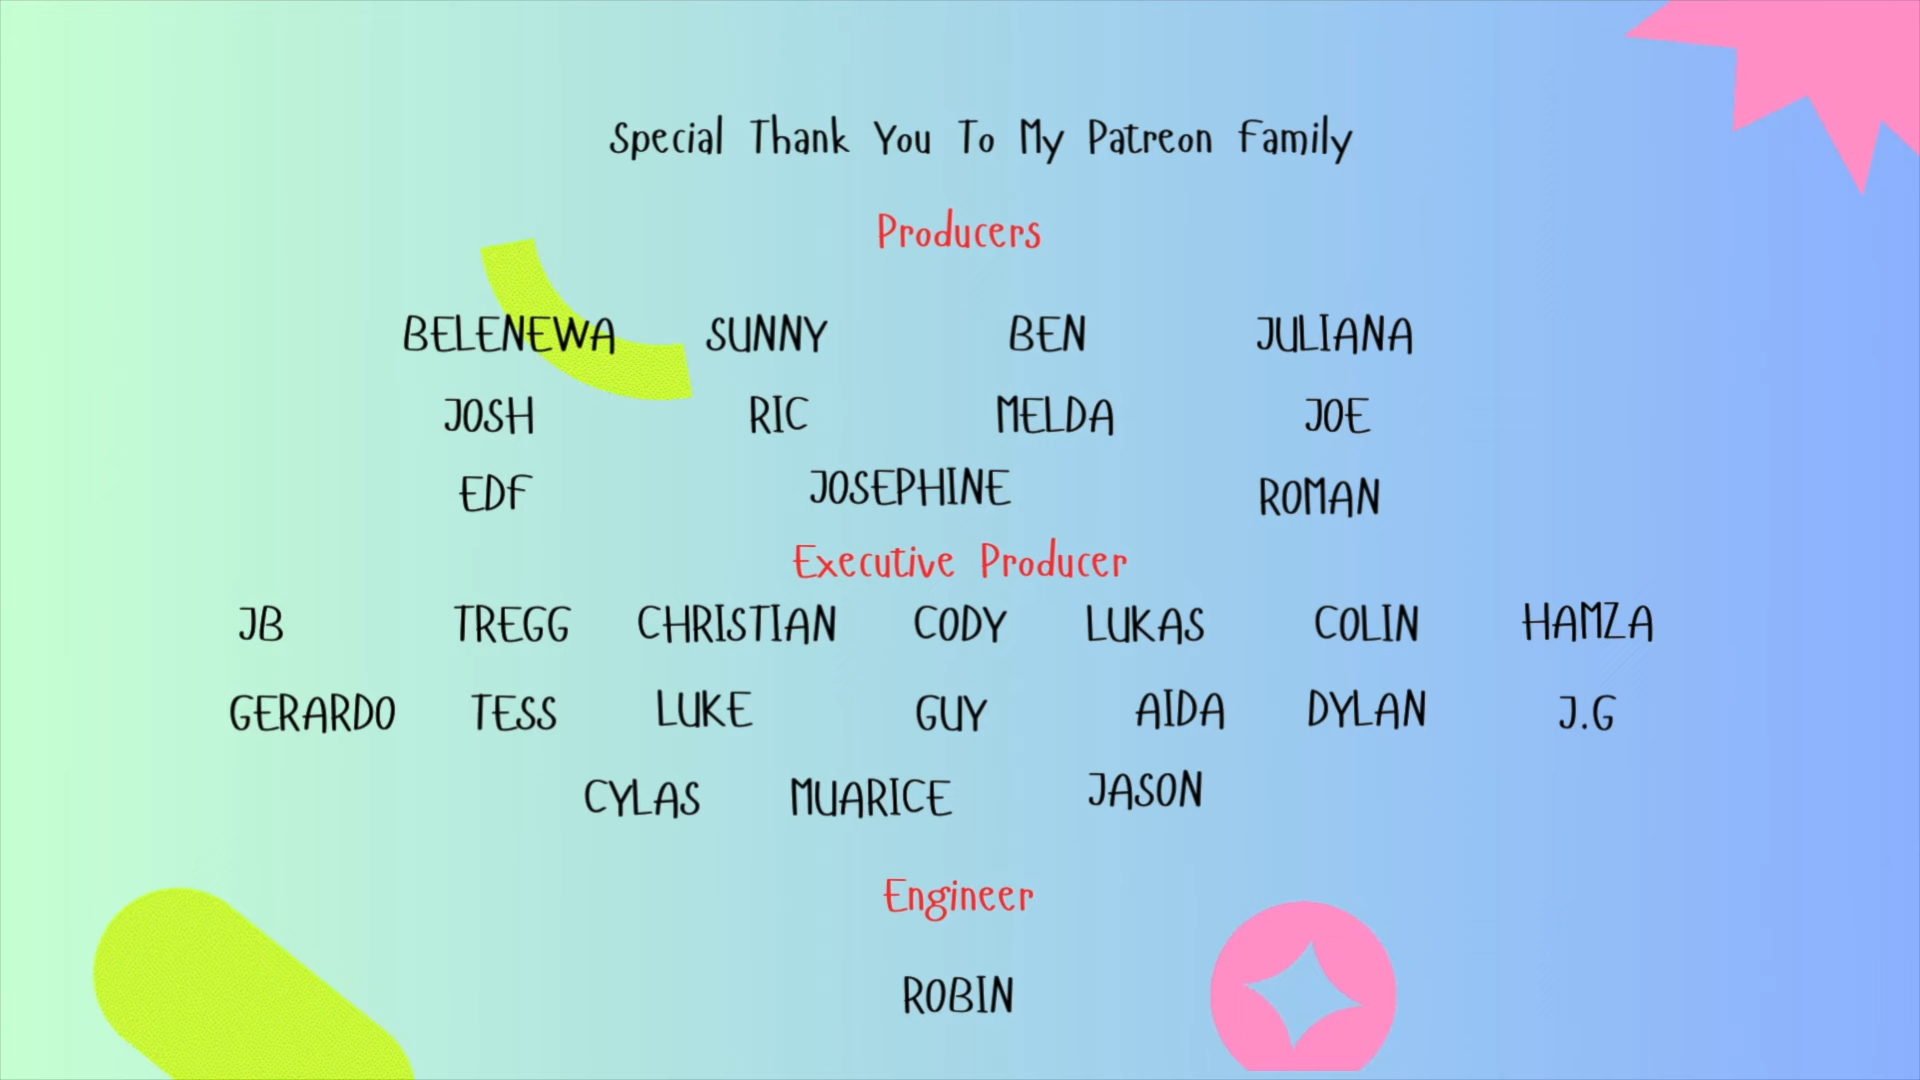 Special Thank You To My Patreon Family
Producers
BELENEWA SUNNY BEN JULIANA
JOSH RIC MELDA JOE
EDF JOSEPHINE ROMAN
Executive Producer
JB TREGG CHRISTIAN CODY LUKAS COLIN HAMZA
GERARDO TESS LUKE GUY AIDA DYLAN J.G
CYLAS MUARICE JASON
Engineer
ROBIN